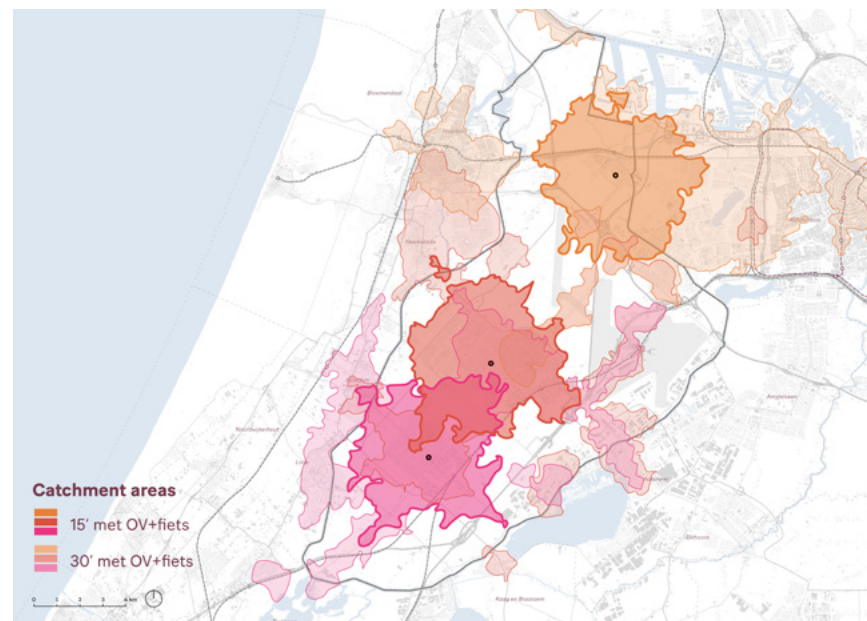 Bloemendaal
Heemstede
Noordwijkerhout
Lisse
Amstelveen
Uithoorn
Kaag en Braassem
Catchment areas
15’ met OV+fiets
30’ met OV+fiets
0 1 2 3 4 km